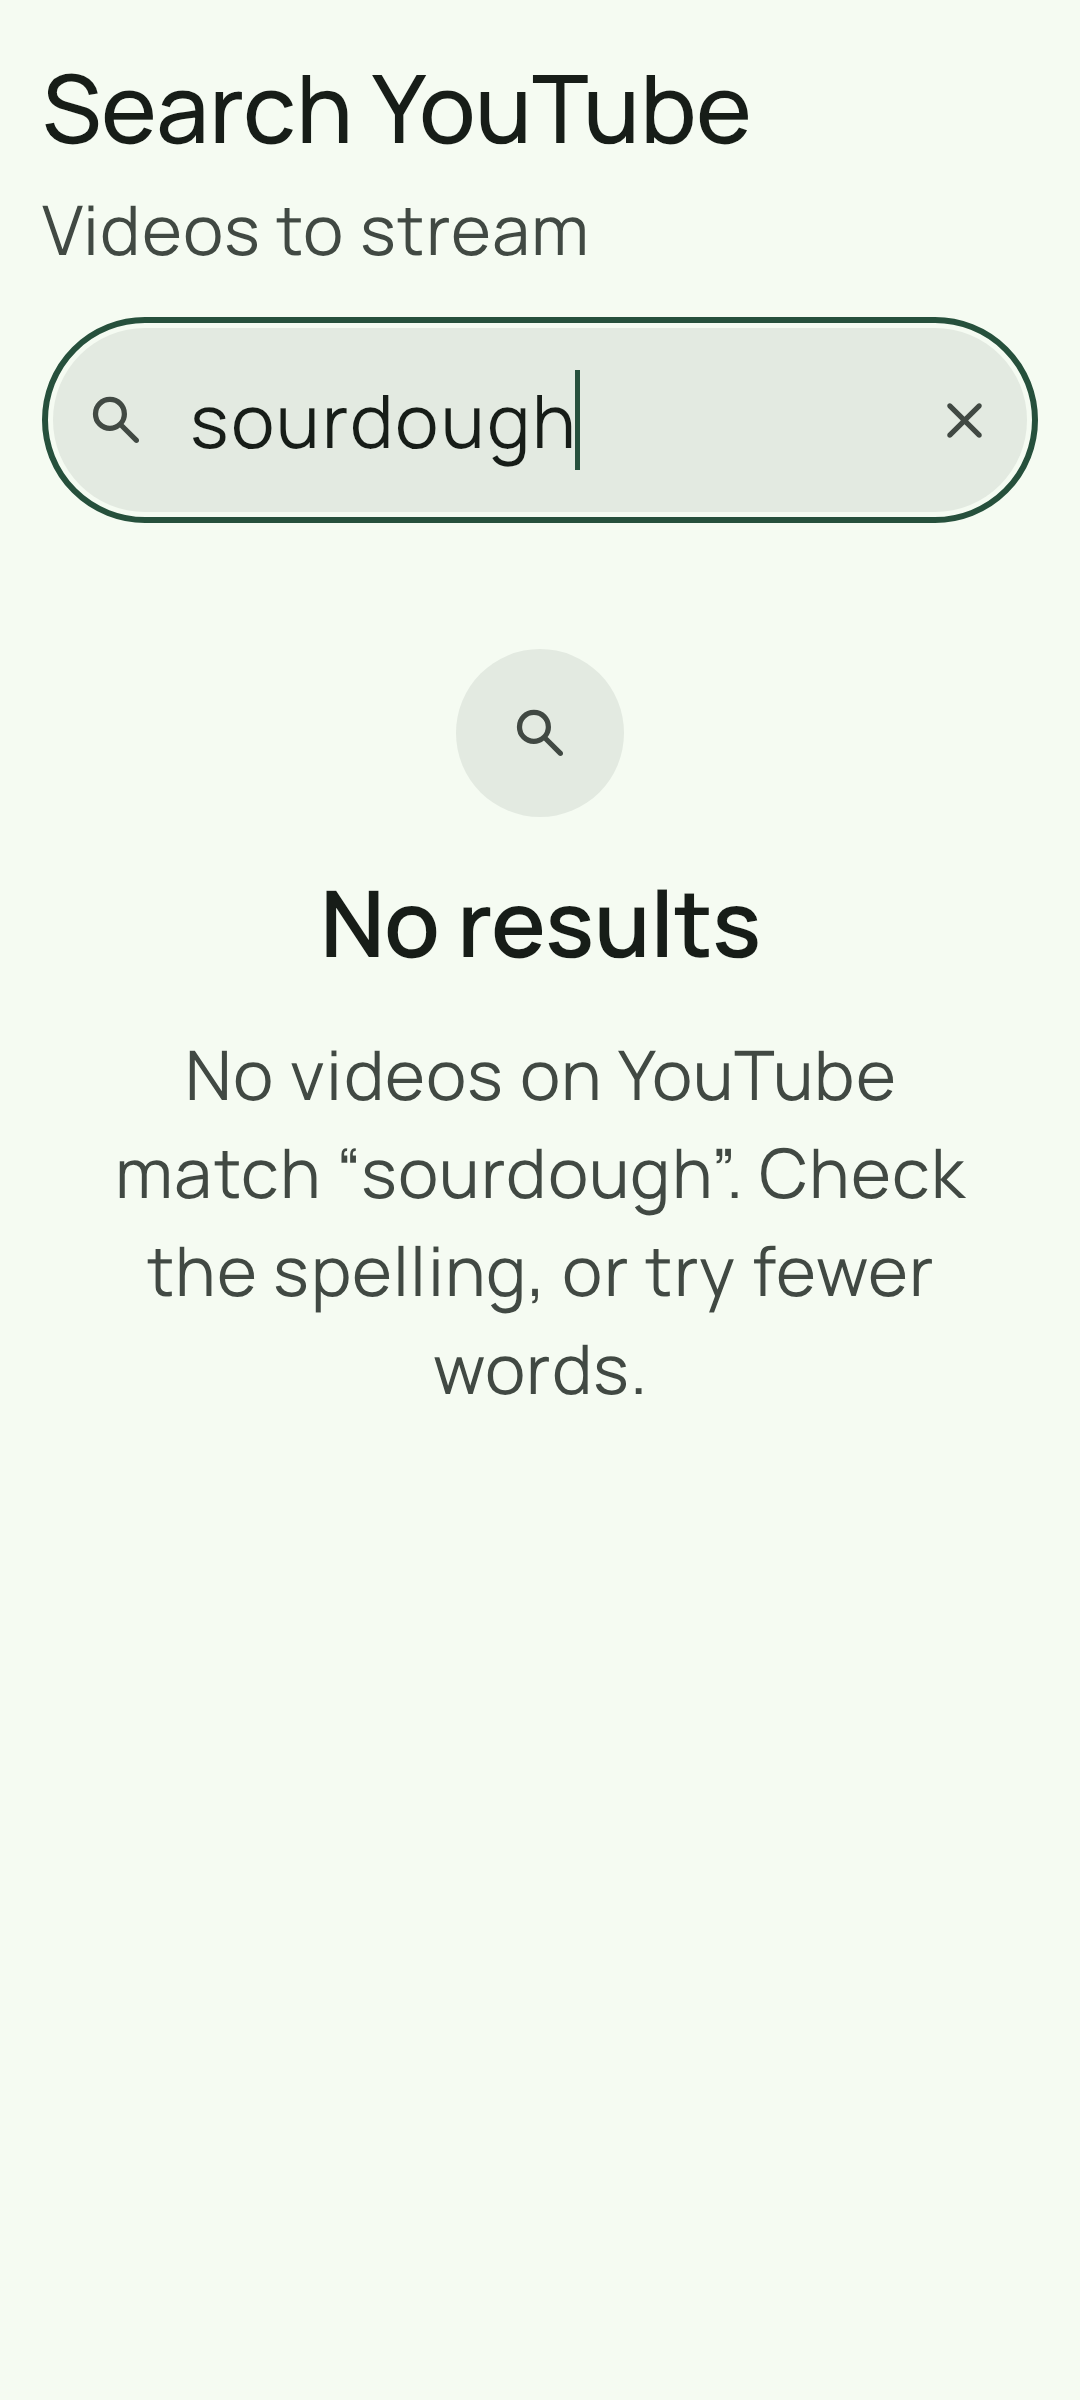 Search YouTube
Videos to stream
sourdough
No results
No videos on YouTube
match “sourdough”. Check
the spelling, or try fewer
words.